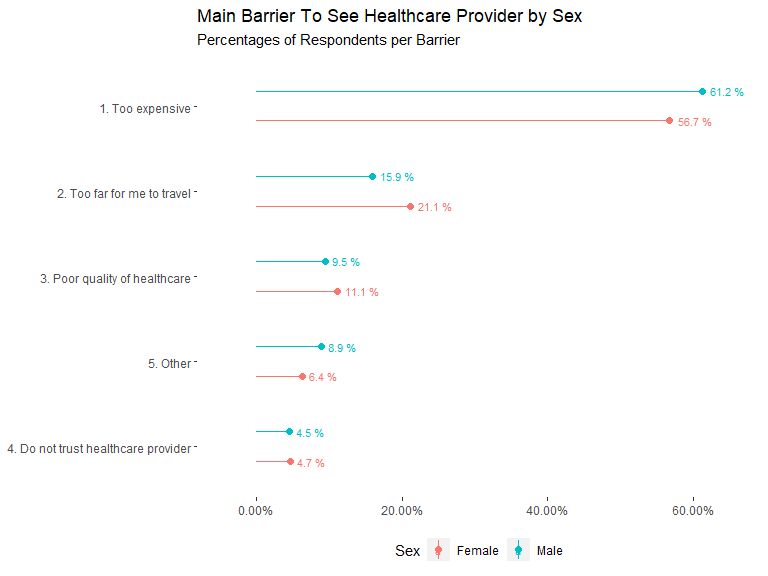 Main Barrier To See Healthcare Provider by Sex
Percentages of Respondents per Barrier
1. Too expensive
61.2 %
56.7 %
2. Too far for me to travel
15.9 %
21.1 %
3. Poor quality of healthcare
9.5 %
11.1 %
5. Other
8.9 %
6.4 %
4. Do not trust healthcare provider
4.5 %
4.7 %
0.00% 20.00% 40.00% 60.00%
Sex Female Male